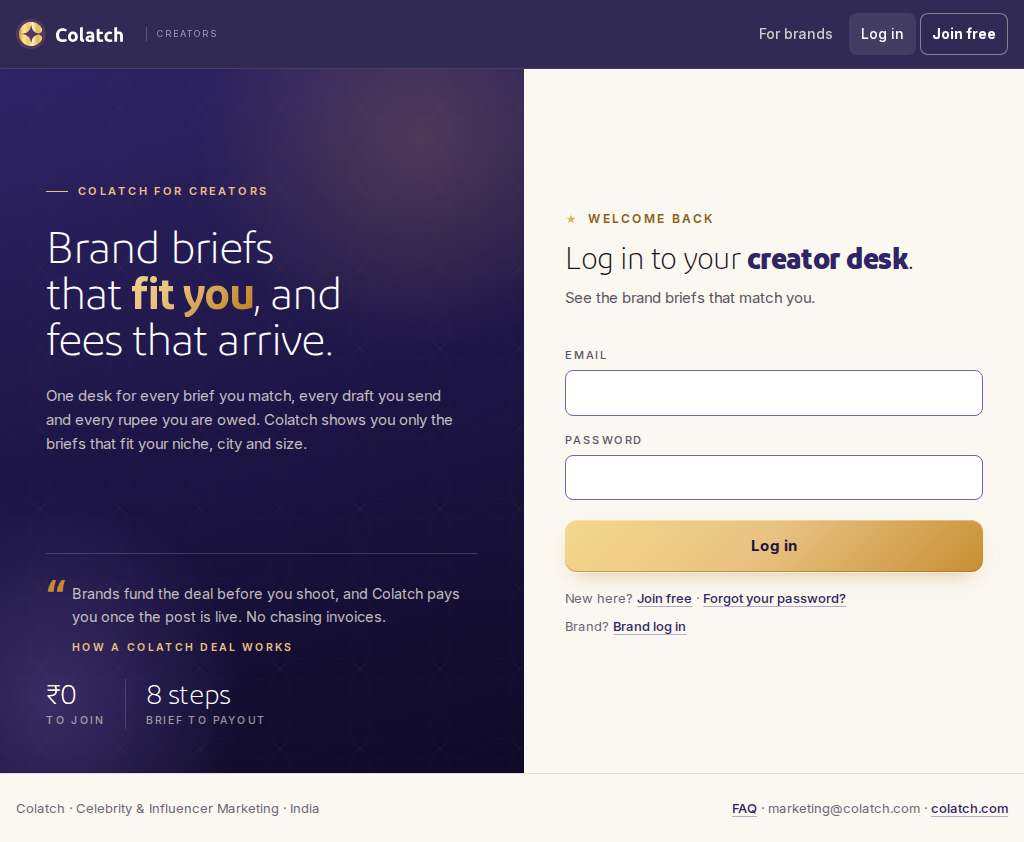 Colatch
CREATORS
For brands
Log in
Join free
COLATCH FOR CREATORS
Brand briefs
that fit you, and
fees that arrive.
One desk for every brief you match, every draft you send
and every rupee you are owed. Colatch shows you only the
briefs that fit your niche, city and size.
“ Brands fund the deal before you shoot, and Colatch pays
you once the post is live. No chasing invoices.
HOW A COLATCH DEAL WORKS
₹0
TO JOIN
8 steps
BRIEF TO PAYOUT
★ WELCOME BACK
Log in to your creator desk.
See the brand briefs that match you.
EMAIL
PASSWORD
Log in
New here? Join free · Forgot your password?
Brand? Brand log in
Colatch · Celebrity & Influencer Marketing · India
FAQ · marketing@colatch.com · colatch.com